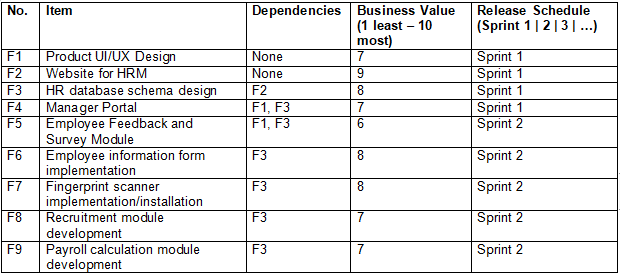 No. Item Dependencies Business Value Release Schedule
(1 least – 10 (Sprint 1 | 2 | 3 | …)
most)
F1 Product UI/UX Design None 7 Sprint 1
F2 Website for HRM None 9 Sprint 1
F3 HR database schema design F2 8 Sprint 1
F4 Manager Portal F1, F3 7 Sprint 1
F5 Employee Feedback and F1, F3 6 Sprint 2
Survey Module
F6 Employee information form F3 8 Sprint 2
implementation
F7 Fingerprint scanner F3 8 Sprint 2
implementation/installation
F8 Recruitment module F3 7 Sprint 2
development
F9 Payroll calculation module F3 7 Sprint 2
development